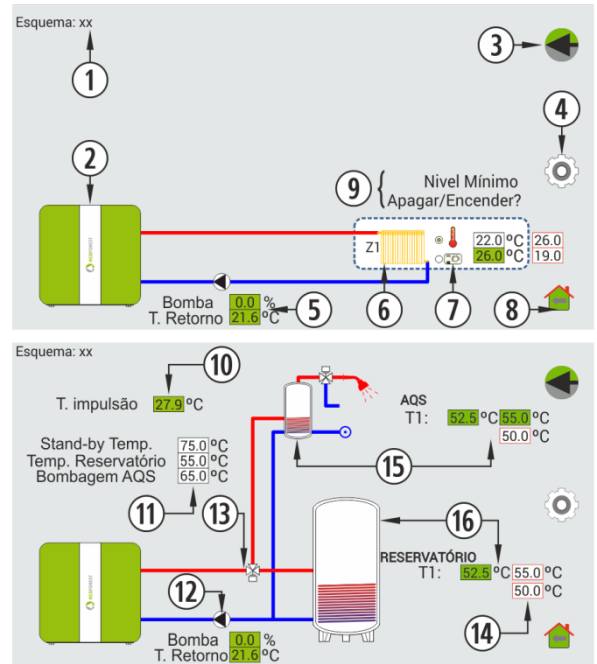 Esquema: xx
1
2
3
4
9
Nivel Mínimo
Apagar/Encender?
Z1
22.0 ºC 26.0
26.0 ºC 19.0
Bomba 0.0 %
T. Retorno 21.6 ºC
5
6
7
8
Esquema: xx
10
T. impulsão 27.9 ºC
AQS
T1: 52.5 ºC 55.0 ºC
50.0 ºC
Stand-by Temp. 75.0 ºC
Temp. Reservatório 55.0 ºC
Bombagem AQS 65.0 ºC
15
11
13
16
RESERVATÓRIO
T1: 52.5 ºC 55.0 ºC
50.0 ºC
12
14
Bomba 0.0 %
T. Retorno 21.6 ºC